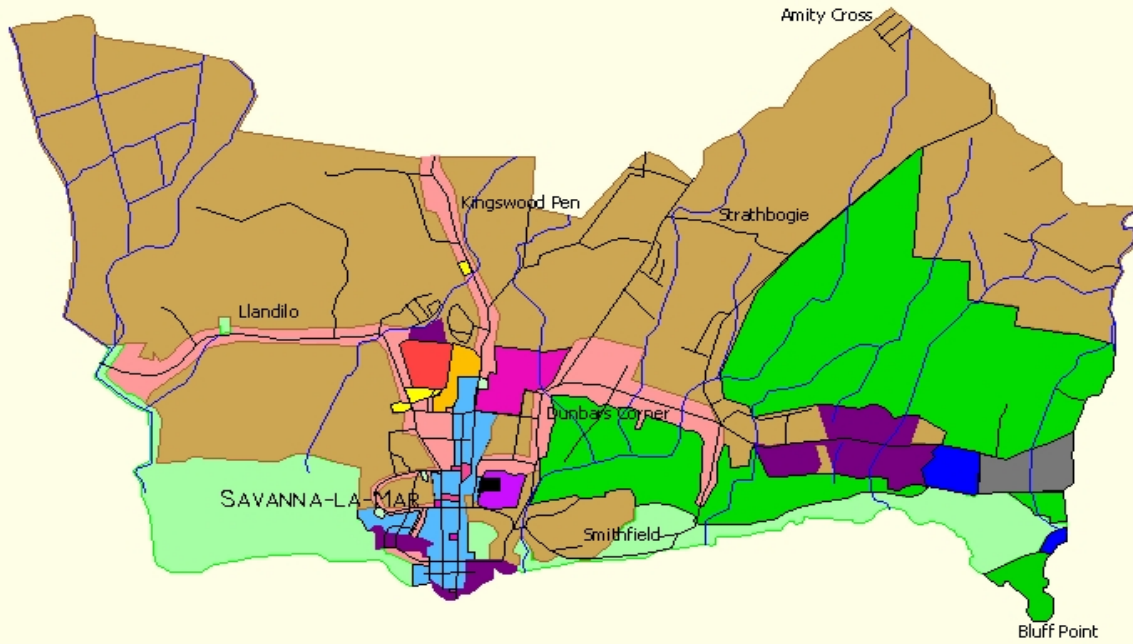 Amity Cross
Kingswood Pen
Strathbogie
Llandilo
Dunbars Corner
SAVANNA-LA-MAR
Smithfield
Bluff Point